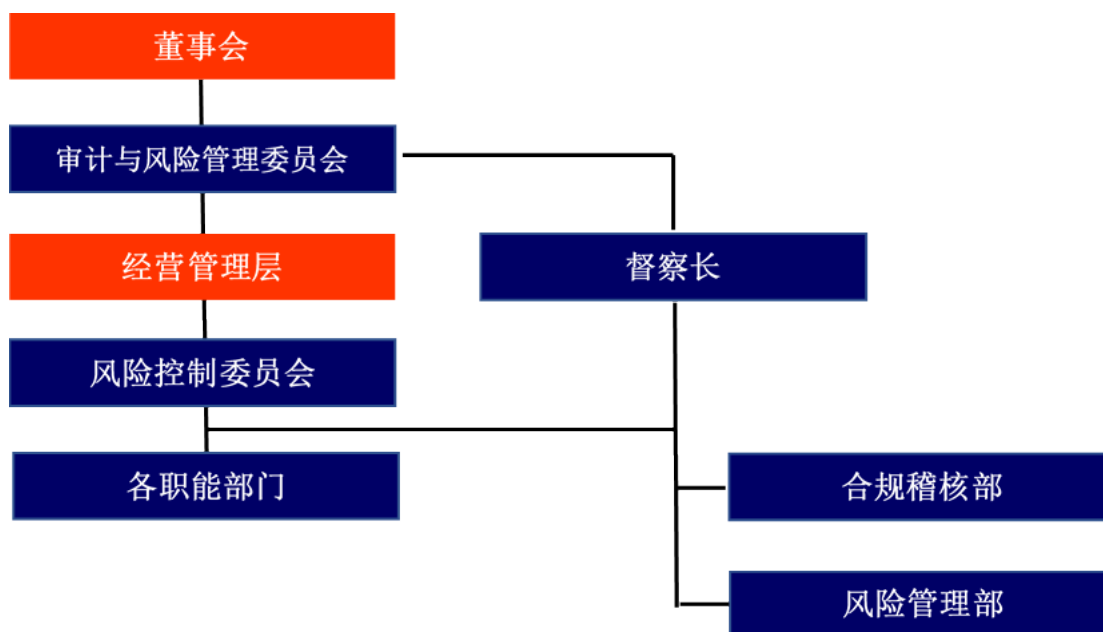 董事会
审计与风险管理委员会
经营管理层
督察长
风险控制委员会
各职能部门
合规稽核部
风险管理部